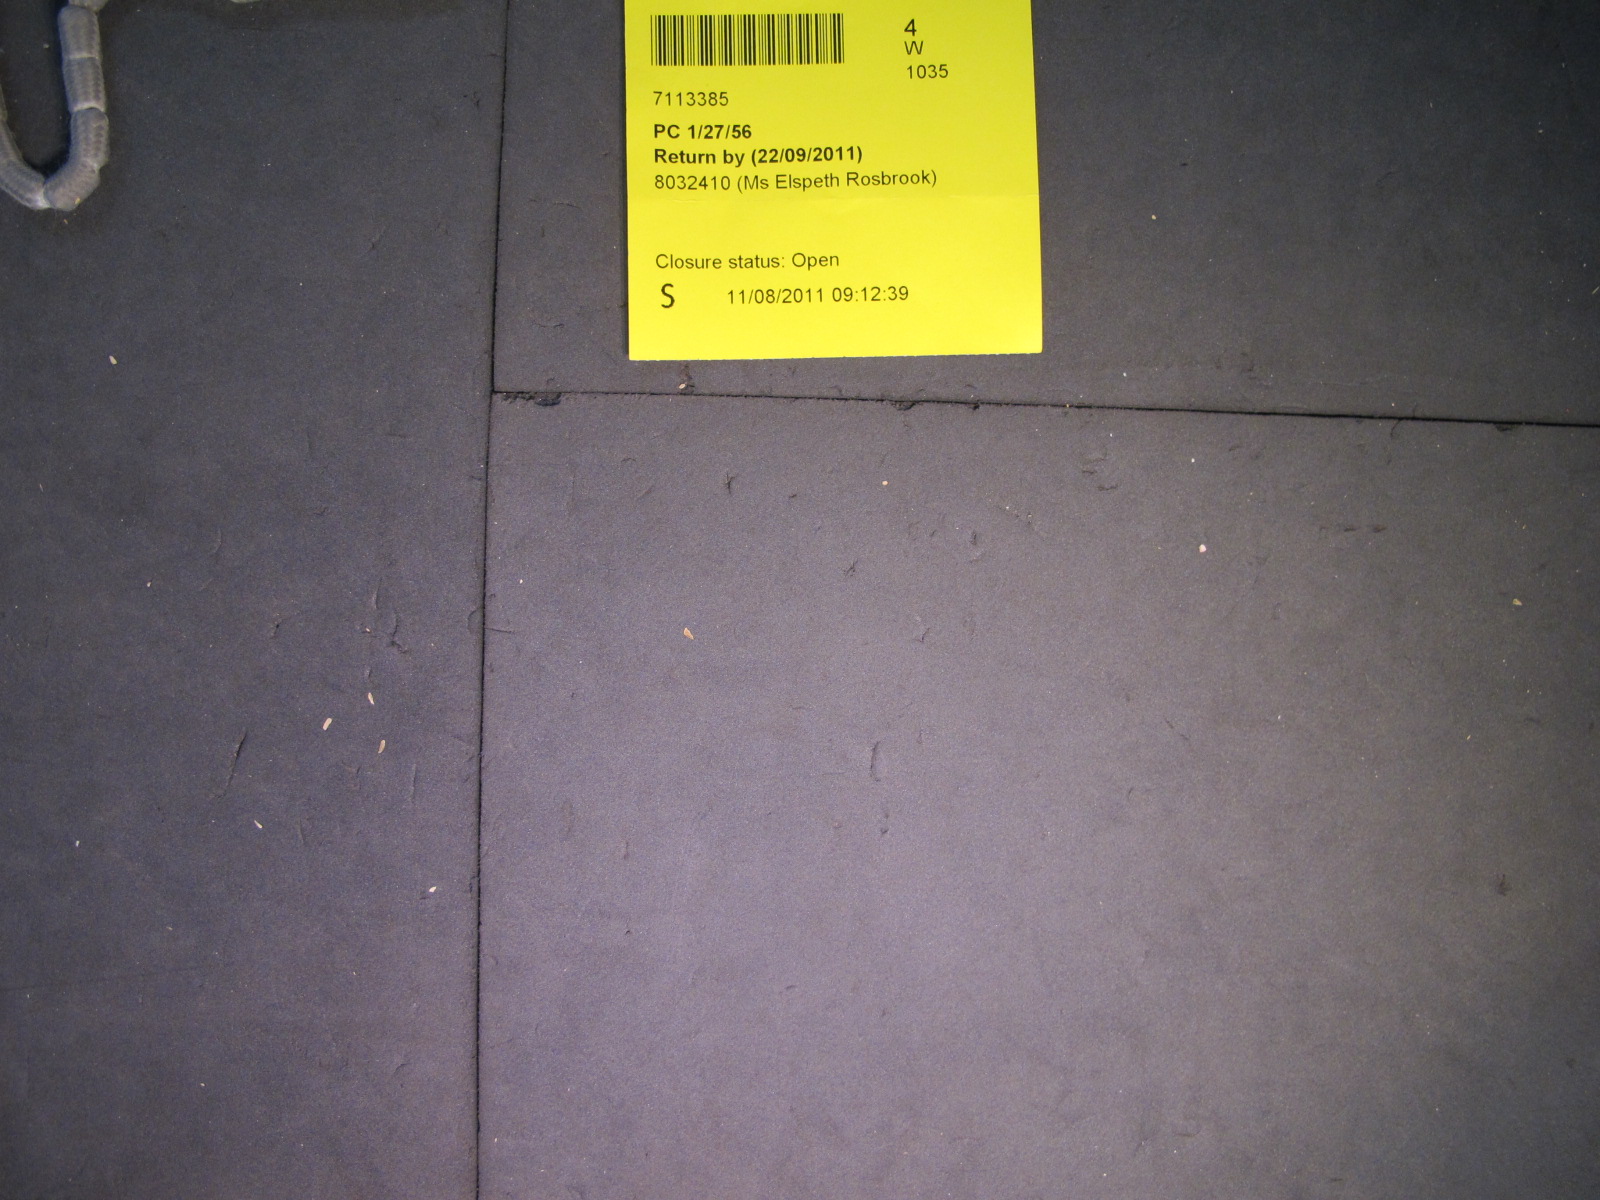 4
W
1035
7113385
PC 1/27/56
Return by (22/09/2011)
8032410 (Ms Elspeth Rosbrook)
Closure status: Open
S 11/08/2011 09:12:39